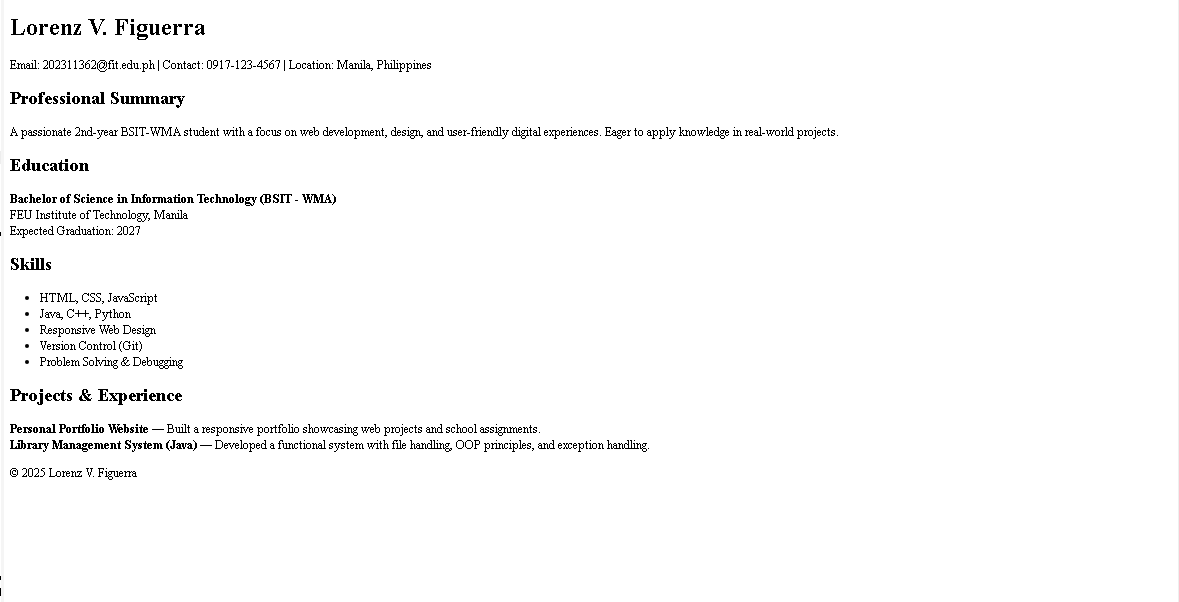 Lorenz V. Figuerra
Email: 202311362@fit.edu.ph | Contact: 0917-123-4567 | Location: Manila, Philippines
Professional Summary
A passionate 2nd-year BSIT-WMA student with a focus on web development, design, and user-friendly digital experiences. Eager to apply knowledge in real-world projects.
Education
Bachelor of Science in Information Technology (BSIT - WMA)
FEU Institute of Technology, Manila
Expected Graduation: 2027
Skills
• HTML, CSS, JavaScript
• Java, C++, Python
• Responsive Web Design
• Version Control (Git)
• Problem Solving & Debugging
Projects & Experience
Personal Portfolio Website — Built a responsive portfolio showcasing web projects and school assignments.
Library Management System (Java) — Developed a functional system with file handling, OOP principles, and exception handling.
© 2025 Lorenz V. Figuerra